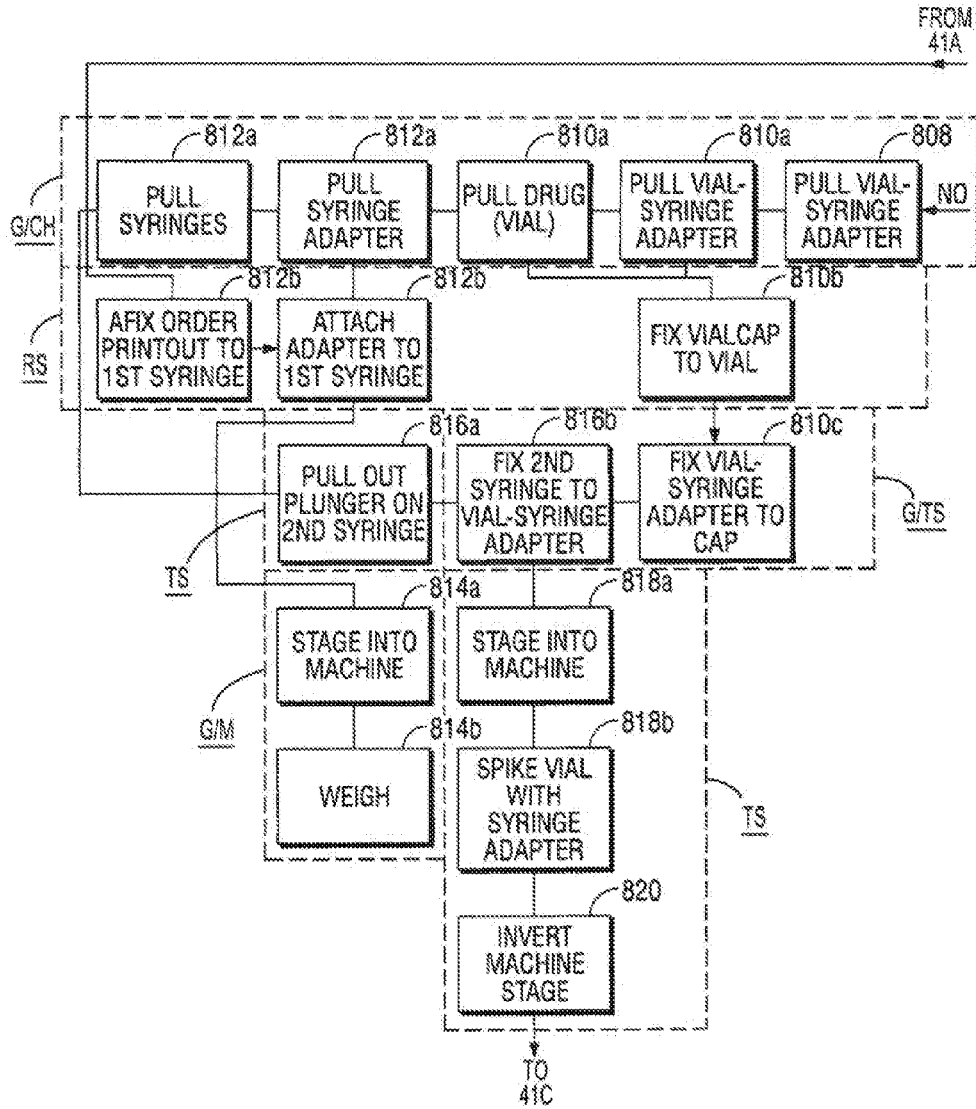 FROM
41A
812a
812a
810a
810a
808
PULL
SYRINGES
PULL
SYRINGE
ADAPTER
PULL DRUG
(VIAL)
PULL VIAL-
SYRINGE
ADAPTER
PULL VIAL-
SYRINGE
ADAPTER
NO
G/CH
812b
812b
810b
AFIX ORDER
PRINTOUT TO
1ST SYRINGE
ATTACH
ADAPTER TO
1ST SYRINGE
FIX VIALCAP
TO VIAL
RS
816a
816b
810c
PULL OUT
PLUNGER ON
2ND SYRINGE
FIX 2ND
SYRINGE TO
VIAL-SYRINGE
ADAPTER
FIX VIAL-
SYRINGE
ADAPTER TO
CAP
G/TS
TS
814a
818a
STAGE INTO
MACHINE
STAGE INTO
MACHINE
G/M
814b
818b
WEIGH
SPIKE VIAL
WITH
SYRINGE
ADAPTER
TS
820
INVERT
MACHINE
STAGE
TO
41C